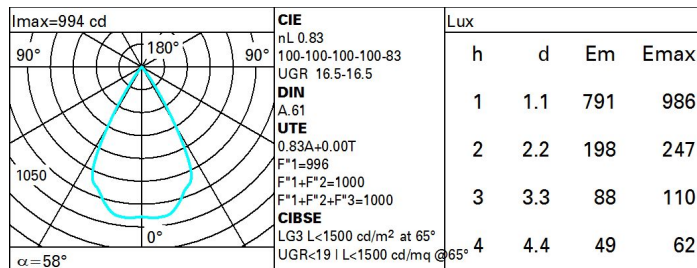 Imax=994 cd
90°
180°
90°
1050
0°
α=58°
CIE
nL 0.83
100-100-100-100-83
UGR 16.5-16.5
DIN
A.61
UTE
0.83A+0.00T
F"1=996
F"1+F"2=1000
F"1+F"2+F"3=1000
CIBSE
LG3 L<1500 cd/m² at 65°
UGR<19 | L<1500 cd/mq @65°
Lux
h d Em Emax
1 1.1 791 986
2 2.2 198 247
3 3.3 88 110
4 4.4 49 62